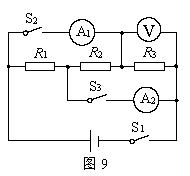 S2 A1 V
R1 R2 R3
S3 A2
S1
图 9